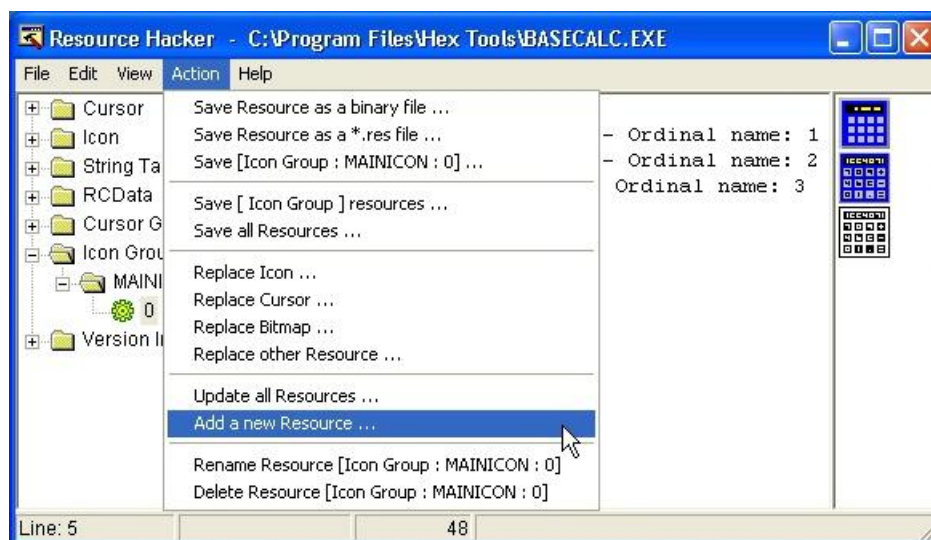 Resource Hacker - C:\Program Files\Hex Tools\BASECALC.EXE
File Edit View Action Help
Cursor
Icon
String Ta
RCData
Cursor G
Icon Grou
MAINI
0
Version I
Save Resource as a binary file ...
Save Resource as a *.res file ...
Save [Icon Group : MAINICON : 0] ...
Save [ Icon Group ] resources ...
Save all Resources ...
Replace Icon ...
Replace Cursor ...
Replace Bitmap ...
Replace other Resource ...
Update all Resources ...
Add a new Resource ...
Rename Resource [Icon Group : MAINICON : 0]
Delete Resource [Icon Group : MAINICON : 0]
- Ordinal name: 1
- Ordinal name: 2
Ordinal name: 3
Line: 5 48